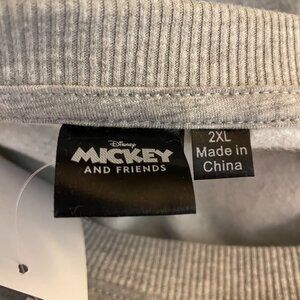 Disney
MICKEY
AND FRIENDS
2XL
Made in
China